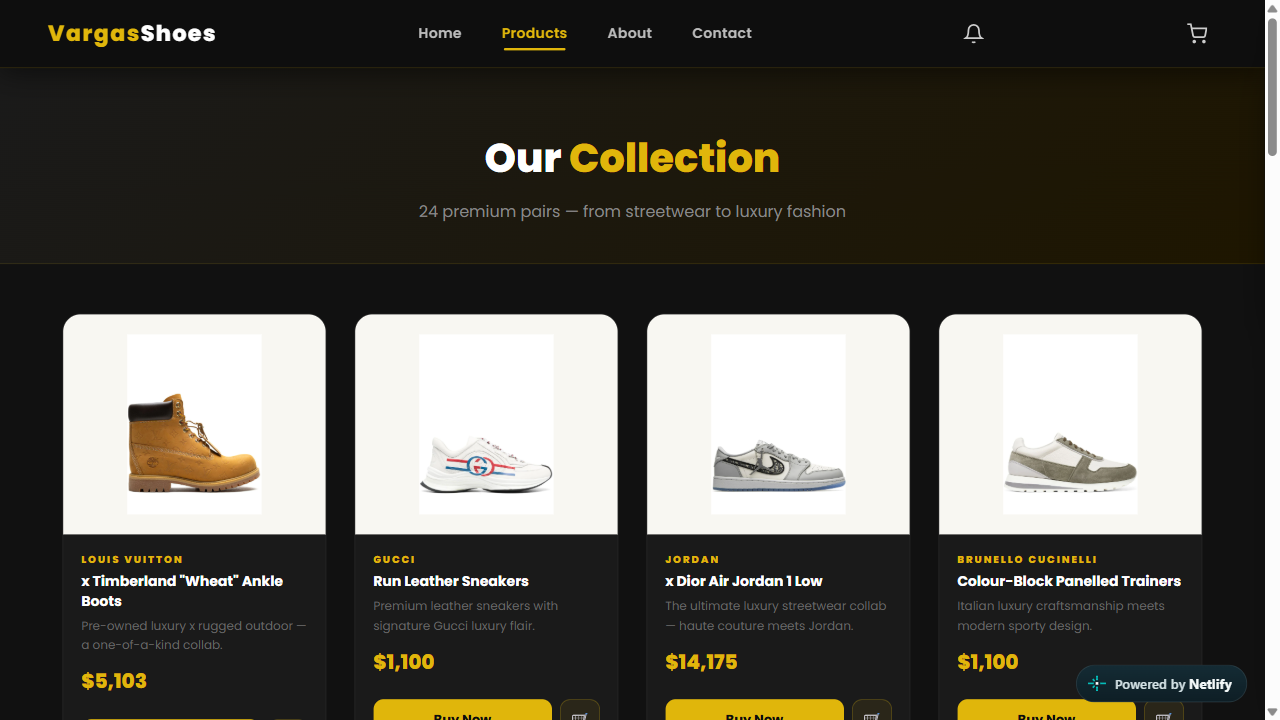 VargasShoes
Home
Products
About
Contact
Our Collection
24 premium pairs — from streetwear to luxury fashion
LOUIS VUITTON
x Timberland "Wheat" Ankle
Boots
Pre-owned luxury x rugged outdoor —
a one-of-a-kind collab.
$5,103
GUCCI
Run Leather Sneakers
Premium leather sneakers with
signature Gucci luxury flair.
$1,100
Buy Now
JORDAN
x Dior Air Jordan 1 Low
The ultimate luxury streetwear collab
— haute couture meets Jordan.
$14,175
Buy Now
BRUNELLO CUCINELLI
Colour-Block Panelled Trainers
Italian luxury craftsmanship meets
modern sporty design.
$1,100
Buy Now
Powered by Netlify